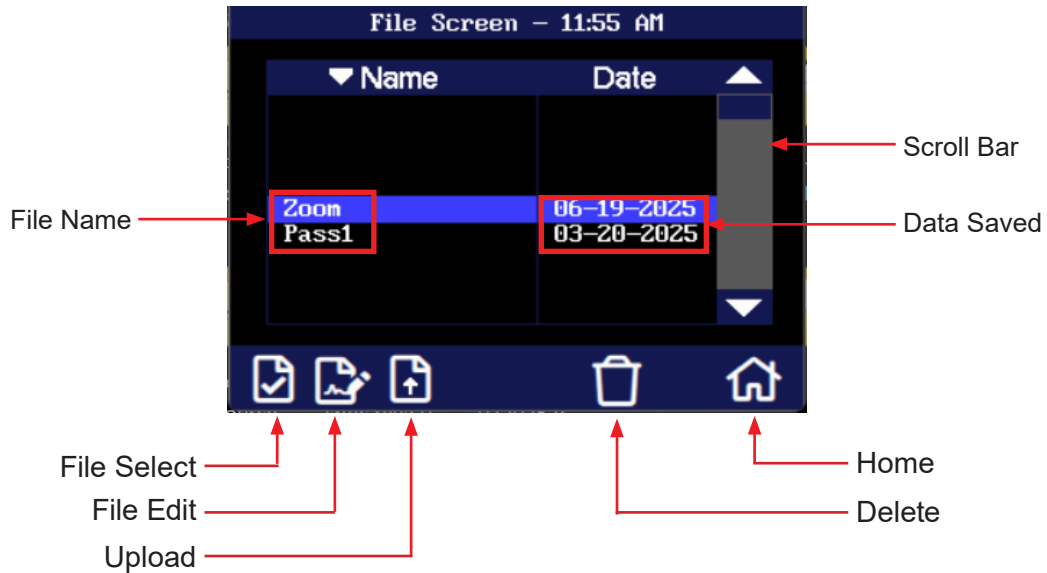 File Screen – 11:55 AM
Name Date
Scroll Bar
File Name
Zoom 06-19-2025
Pass1 03-20-2025
Data Saved
File Select
File Edit
Upload
Home
Delete